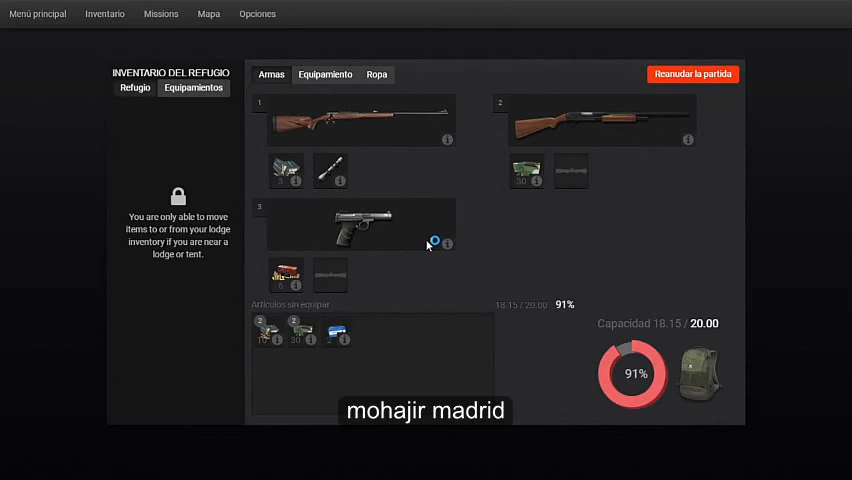 Menú principal
Inventario
Missions
Mapa
Opciones
INVENTARIO DEL REFUGIO
Refugio
Equipamientos
Armas
Equipamiento
Ropa
Reanudar la partida
1
2
3
30
You are only able to move
items to or from your lodge
inventory if you are near a
lodge or tent.
3
6
Artículos sin equipar
18.15 / 20.00
91%
2
2
10
30
2
Capacidad 18.15 / 20.00
91%
mohajir madrid